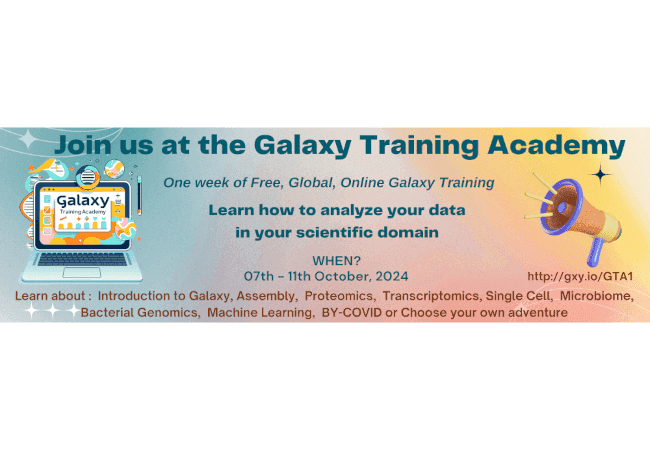 Join us at the Galaxy Training Academy
Galaxy
Training Academy
One week of Free, Global, Online Galaxy Training
Learn how to analyze your data
in your scientific domain
WHEN?
07th – 11th October, 2024
http://gxy.io/GTA1
Learn about : Introduction to Galaxy, Assembly, Proteomics, Transcriptomics, Single Cell, Microbiome,
Bacterial Genomics, Machine Learning, BY-COVID or Choose your own adventure